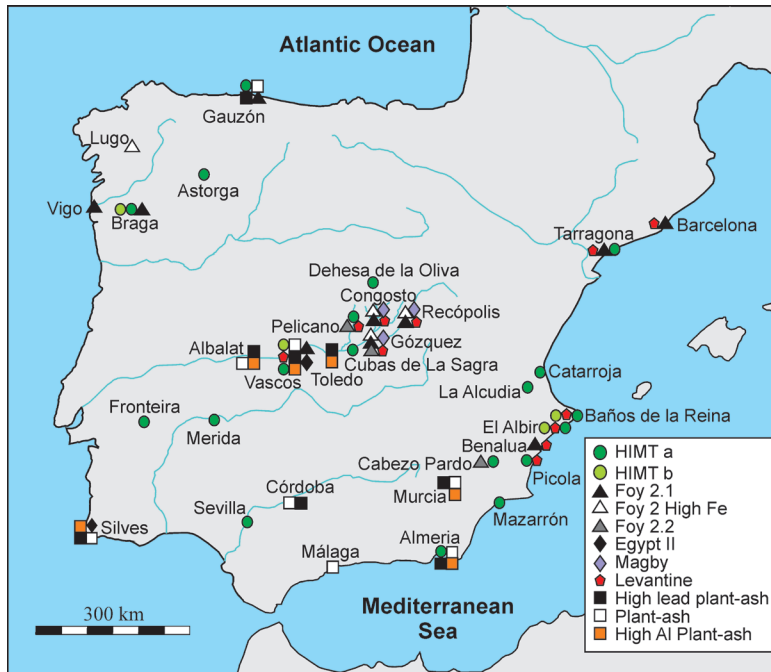 Atlantic Ocean
Gauzón
Lugo
Astorga
Vigo
Braga
Barcelona
Tarragona
Dehesa de la Oliva
Congosto
Recópolis
Pelicano
Gózquez
Albalat
Cubas de La Sagra
Vascos
Toledo
Catarroja
La Alcudia
Fronteira
Merida
Baños de la Reina
El Albir
Benalua
Cabezo Pardo
Picola
Córdoba
Murcia
Sevilla
Mazarrón
Silves
Almeria
Málaga
Mediterranean
Sea
300 km
HIMT a
HIMT b
Foy 2.1
Foy 2 High Fe
Foy 2.2
Egypt II
Magby
Levantine
High lead plant-ash
Plant-ash
High Al Plant-ash